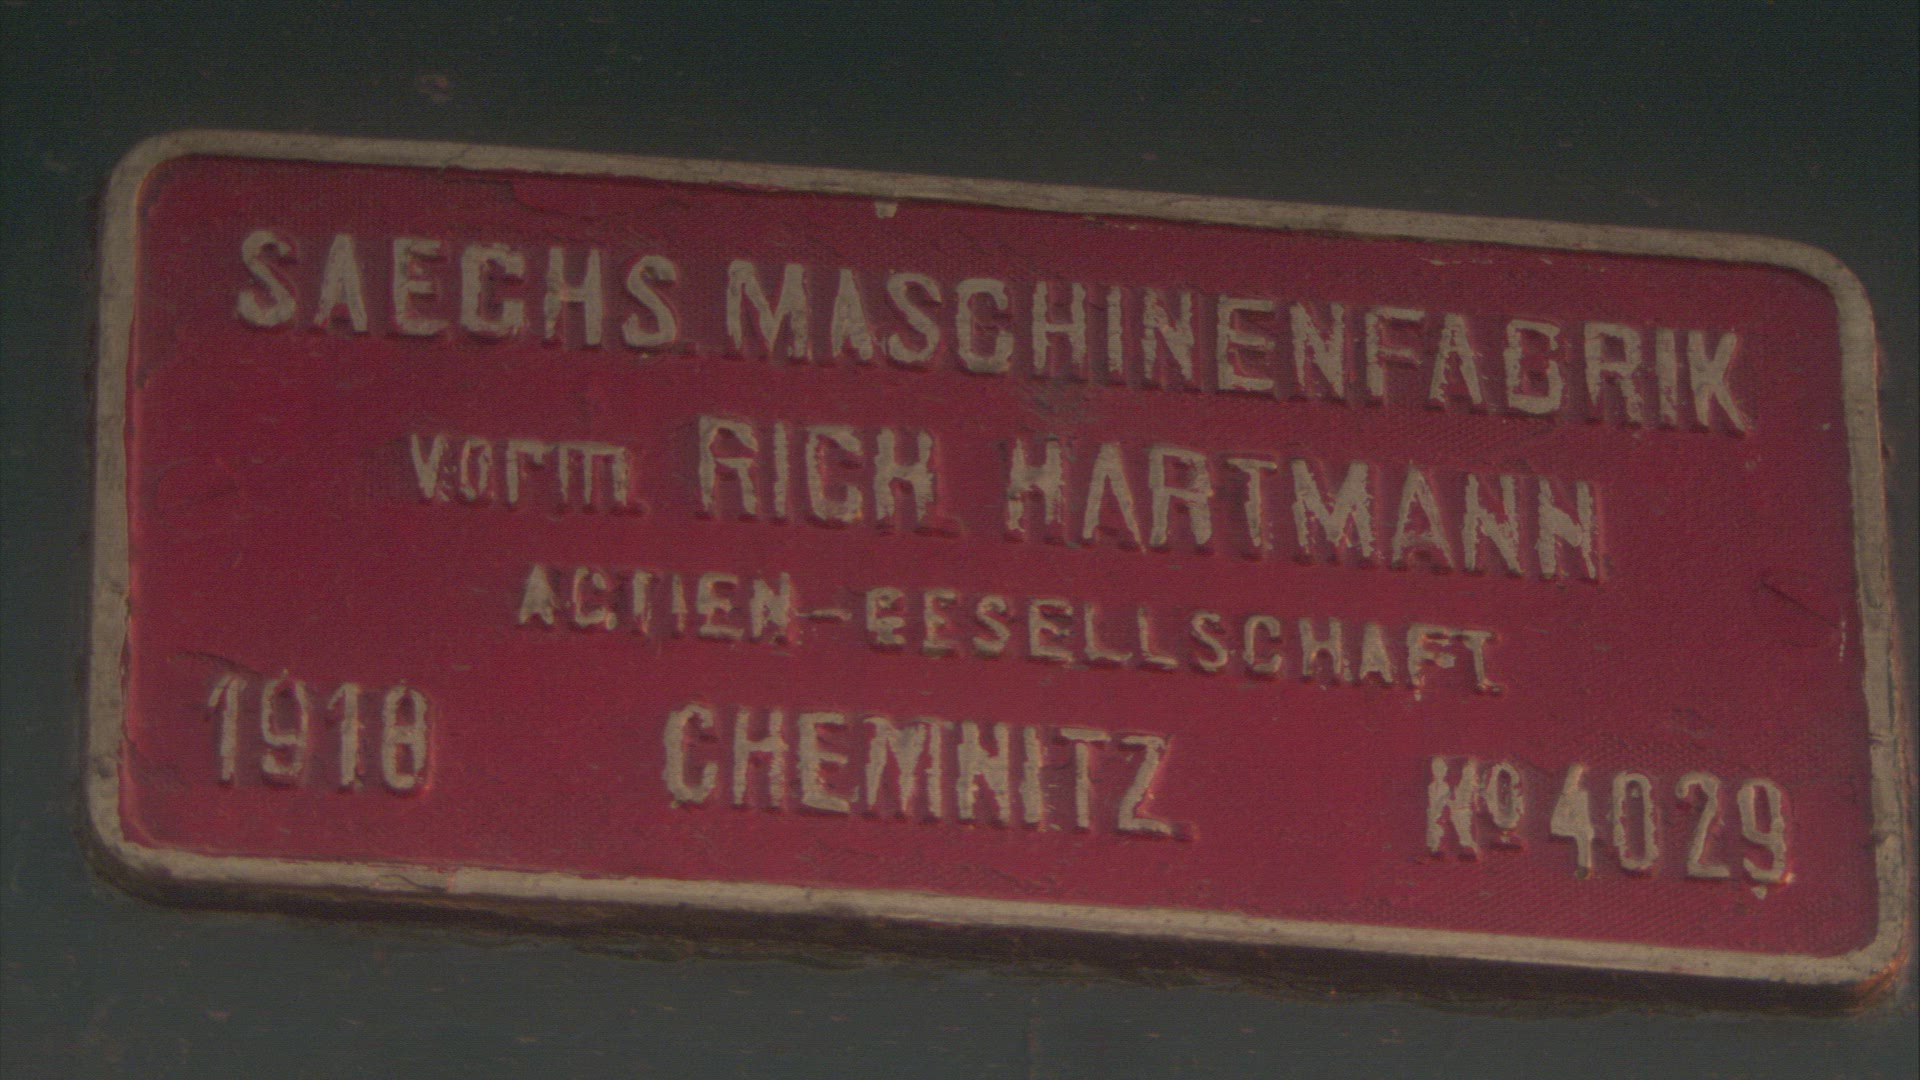 SAECHS MASCHINENFABRIK
vorm RICH HARTMANN
ACTIEN-GESELLSCHAFT
1918 CHEMNITZ No 4029